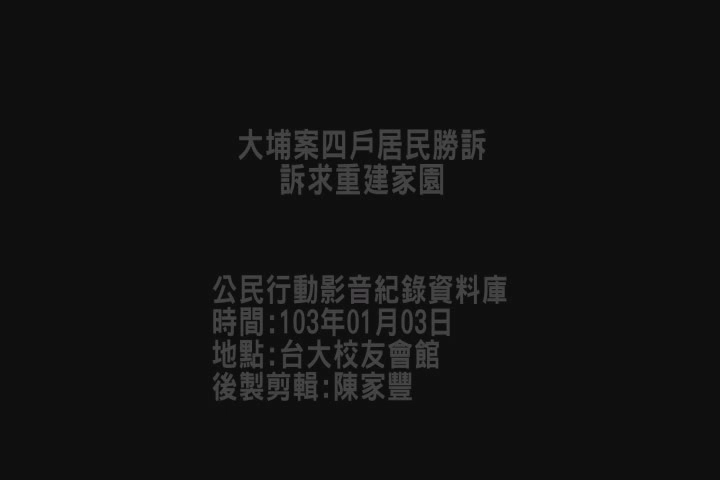 大埔案四戶居民勝訴
訴求重建家園
公民行動影音紀錄資料庫
時間:103年01月03日
地點:台大校友會館
後製剪輯:陳家豐